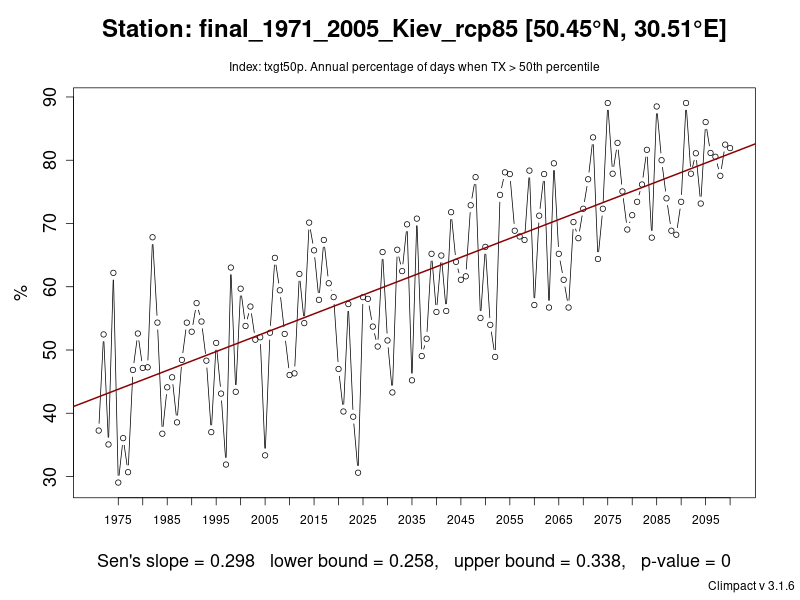 Station: final_1971_2005_Kiev_rcp85 [50.45°N, 30.51°E]
Index: txgt50p. Annual percentage of days when TX > 50th percentile
90
80
70
60
50
40
30
%
1975 1985 1995 2005 2015 2025 2035 2045 2055 2065 2075 2085 2095
Sen's slope = 0.298 lower bound = 0.258, upper bound = 0.338, p-value = 0
Climpact v 3.1.6